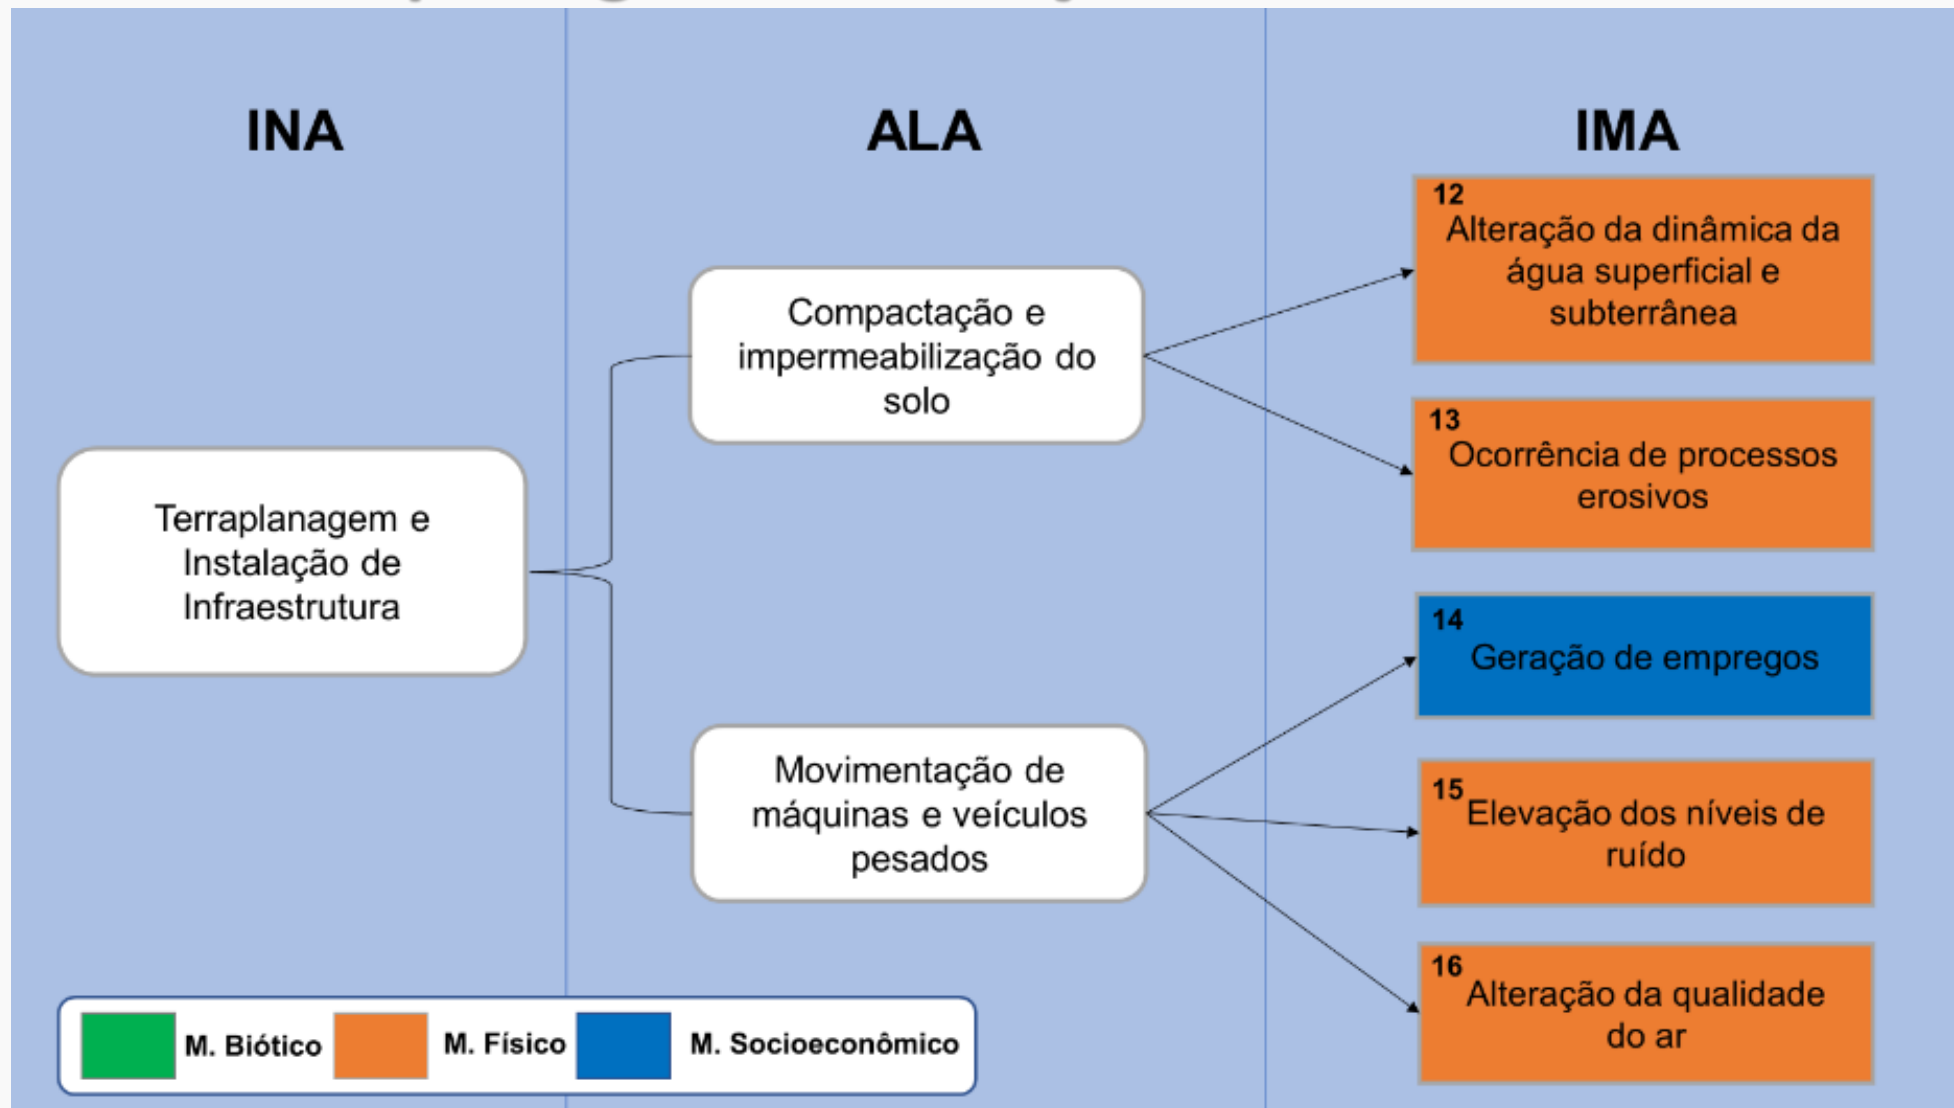 INA
ALA
IMA
Terraplanagem e
Instalação de
Infraestrutura
Compactação e
impermeabilização do
solo
Movimentação de
máquinas e veículos
pesados
12
Alteração da dinâmica da
água superficial e
subterrânea
13
Ocorrência de processos
erosivos
14
Geração de empregos
15
Elevação dos níveis de
ruído
16
Alteração da qualidade
do ar
M. Biótico
M. Físico
M. Socioeconômico